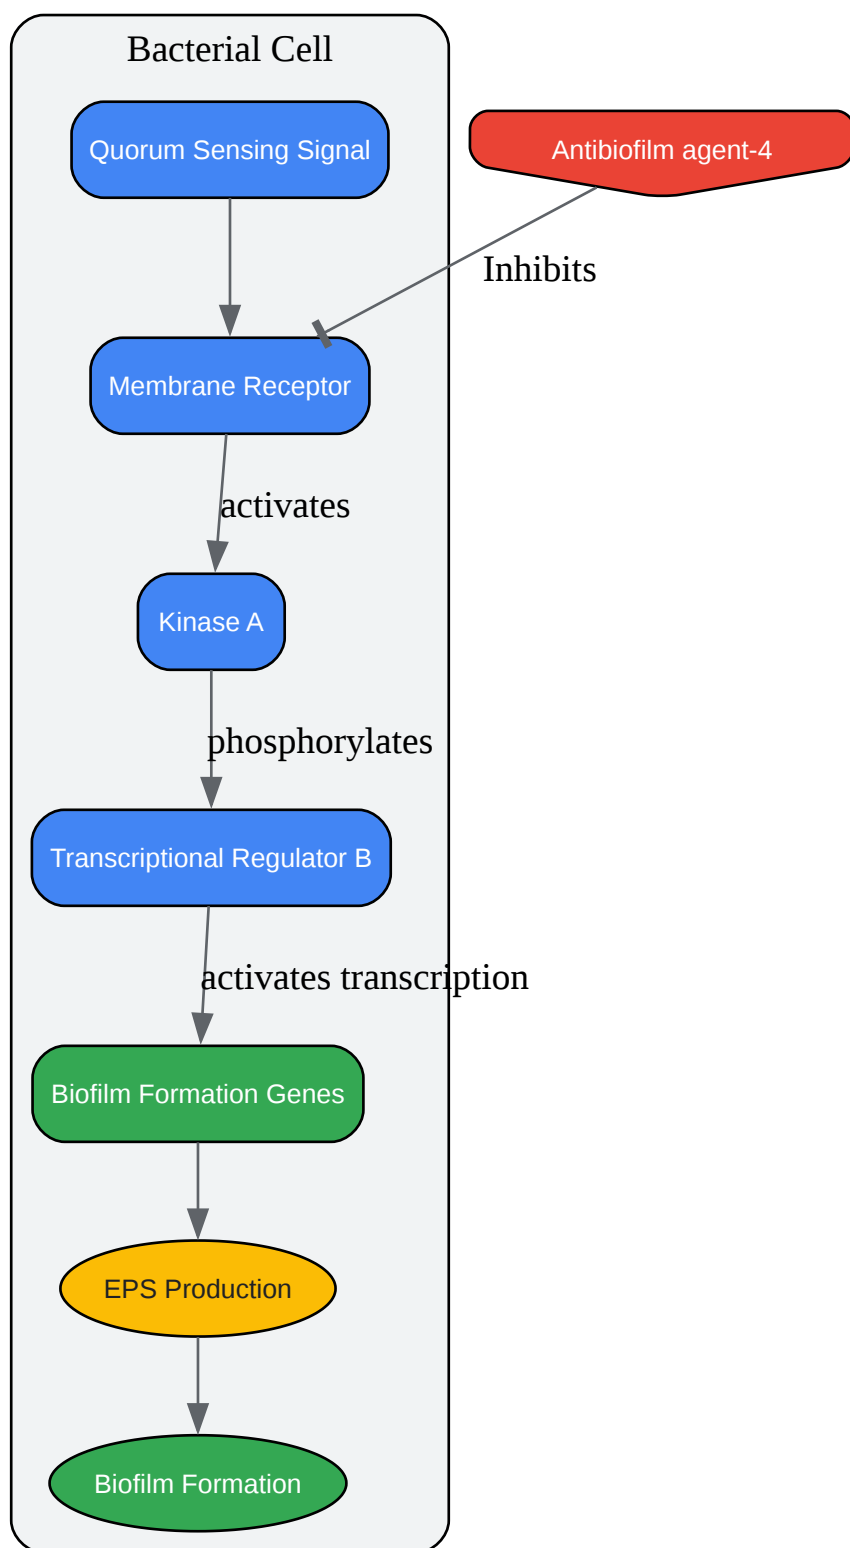 Bacterial Cell
Quorum Sensing Signal
Antibiofilm agent-4
Inhibits
Membrane Receptor
activates
Kinase A
phosphorylates
Transcriptional Regulator B
activates transcription
Biofilm Formation Genes
EPS Production
Biofilm Formation